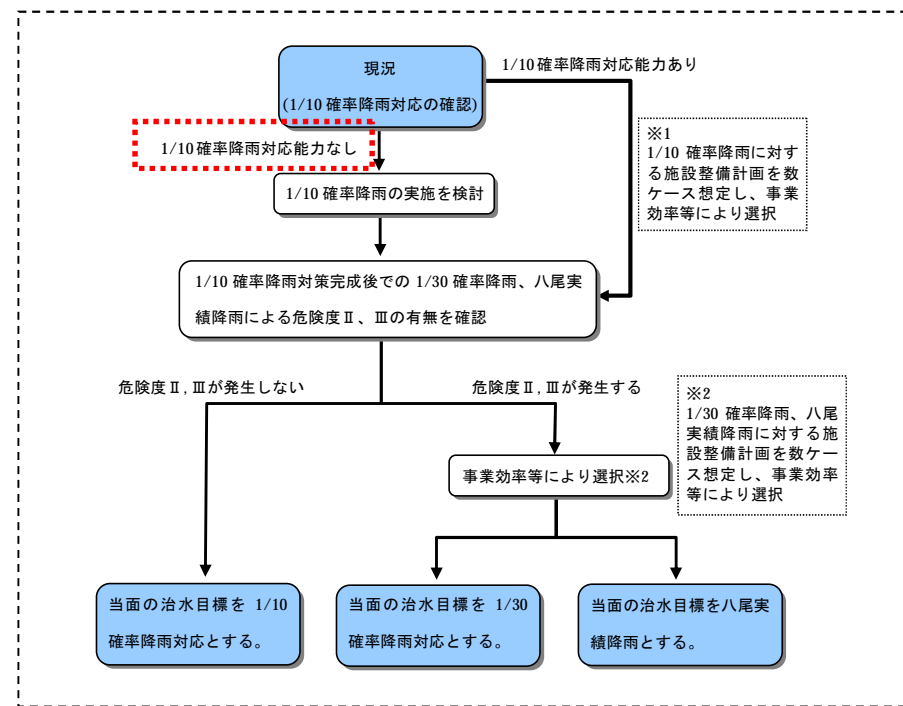 現況
(1/10 確率降雨対応の確認)
1/10 確率降雨対応能力あり
1/10 確率降雨対応能力なし
※1
1/10 確率降雨に対す
る施設整備計画を数
ケース想定し、事業
効率等により選択
1/10 確率降雨の実施を検討
1/10 確率降雨対策完成後での 1/30 確率降雨、八尾実
績降雨による危険度Ⅱ、Ⅲの有無を確認
危険度Ⅱ,Ⅲが発生しない
危険度Ⅱ,Ⅲが発生する
※2
1/30 確率降雨、八尾
実績降雨に対する施
設整備計画を数ケー
ス想定し、事業効率
等により選択
事業効率等により選択※2
当面の治水目標を 1/10
確率降雨対応とする。
当面の治水目標を 1/30
確率降雨対応とする。
当面の治水目標を八尾実
績降雨とする。